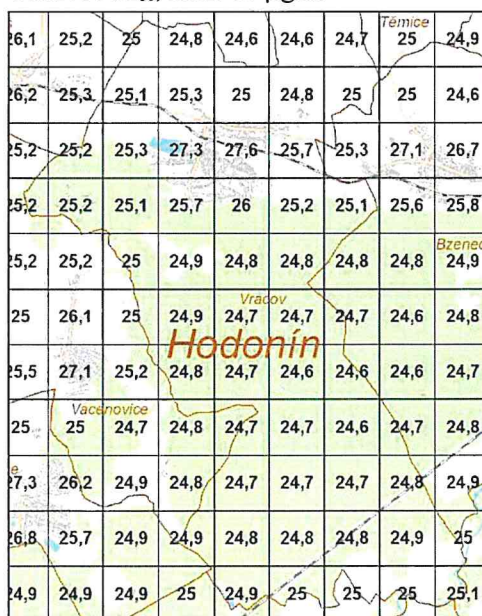 Těmice
26,1 25,2 25 24,8 24,6 24,6 24,7 25 24,9
26,2 25,3 25,1 25,3 25 24,8 25 25 24,6
25,2 25,2 25,3 27,3 27,6 25,7 25,3 27,1 26,7
25,2 25,2 25,1 25,7 26 25,2 25,1 25,6 25,8
Bzenec
25,2 25,2 25 24,9 24,8 24,8 24,8 24,8 24,9
Vracov
25 26,1 25 24,9 24,7 24,7 24,7 24,6 24,8
Hodonín
25,5 27,1 25,2 24,8 24,7 24,6 24,6 24,6 24,7
Vacenovice
25 25 24,7 24,8 24,7 24,7 24,6 24,7 24,8
e
27,3 26,2 24,9 24,8 24,7 24,7 24,7 24,8 24,9
26,8 25,7 24,9 24,9 24,8 24,8 24,8 24,9 25
24,9 24,9 24,9 25 24,9 25 25 25 25,1